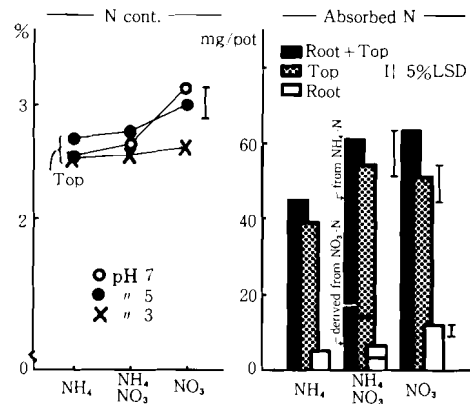 N cont.
%
3
2
0
Top
pH 7
〃 5
〃 3
NH₄
NH₄
NO₃
NO₃
Absorbed N
mg/pot
60
40
20
0
Root + Top
Top
Root
5%LSD
derived from NO₃-N
from NH₄-N
NH₄
NH₄
NO₃
NO₃